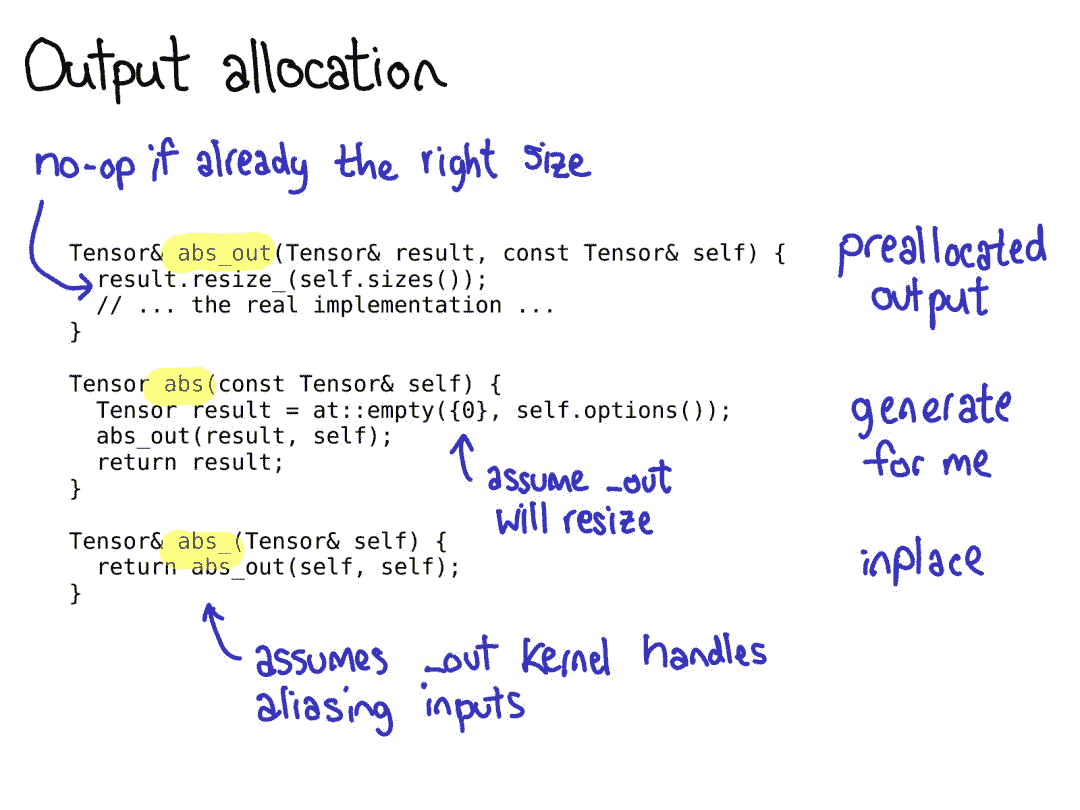 Output allocation
no-op if already the right size
Tensor& abs_out(Tensor& result, const Tensor& self) {
  result.resize_(self.sizes());
  // ... the real implementation ...
}
preallocated
output
Tensor abs(const Tensor& self) {
  Tensor result = at::empty({0}, self.options());
  abs_out(result, self);
  return result;
}
generate
for me
assume _out
will resize
Tensor& abs_(Tensor& self) {
  return abs_out(self, self);
}
inplace
assumes _out kernel handles
aliasing inputs